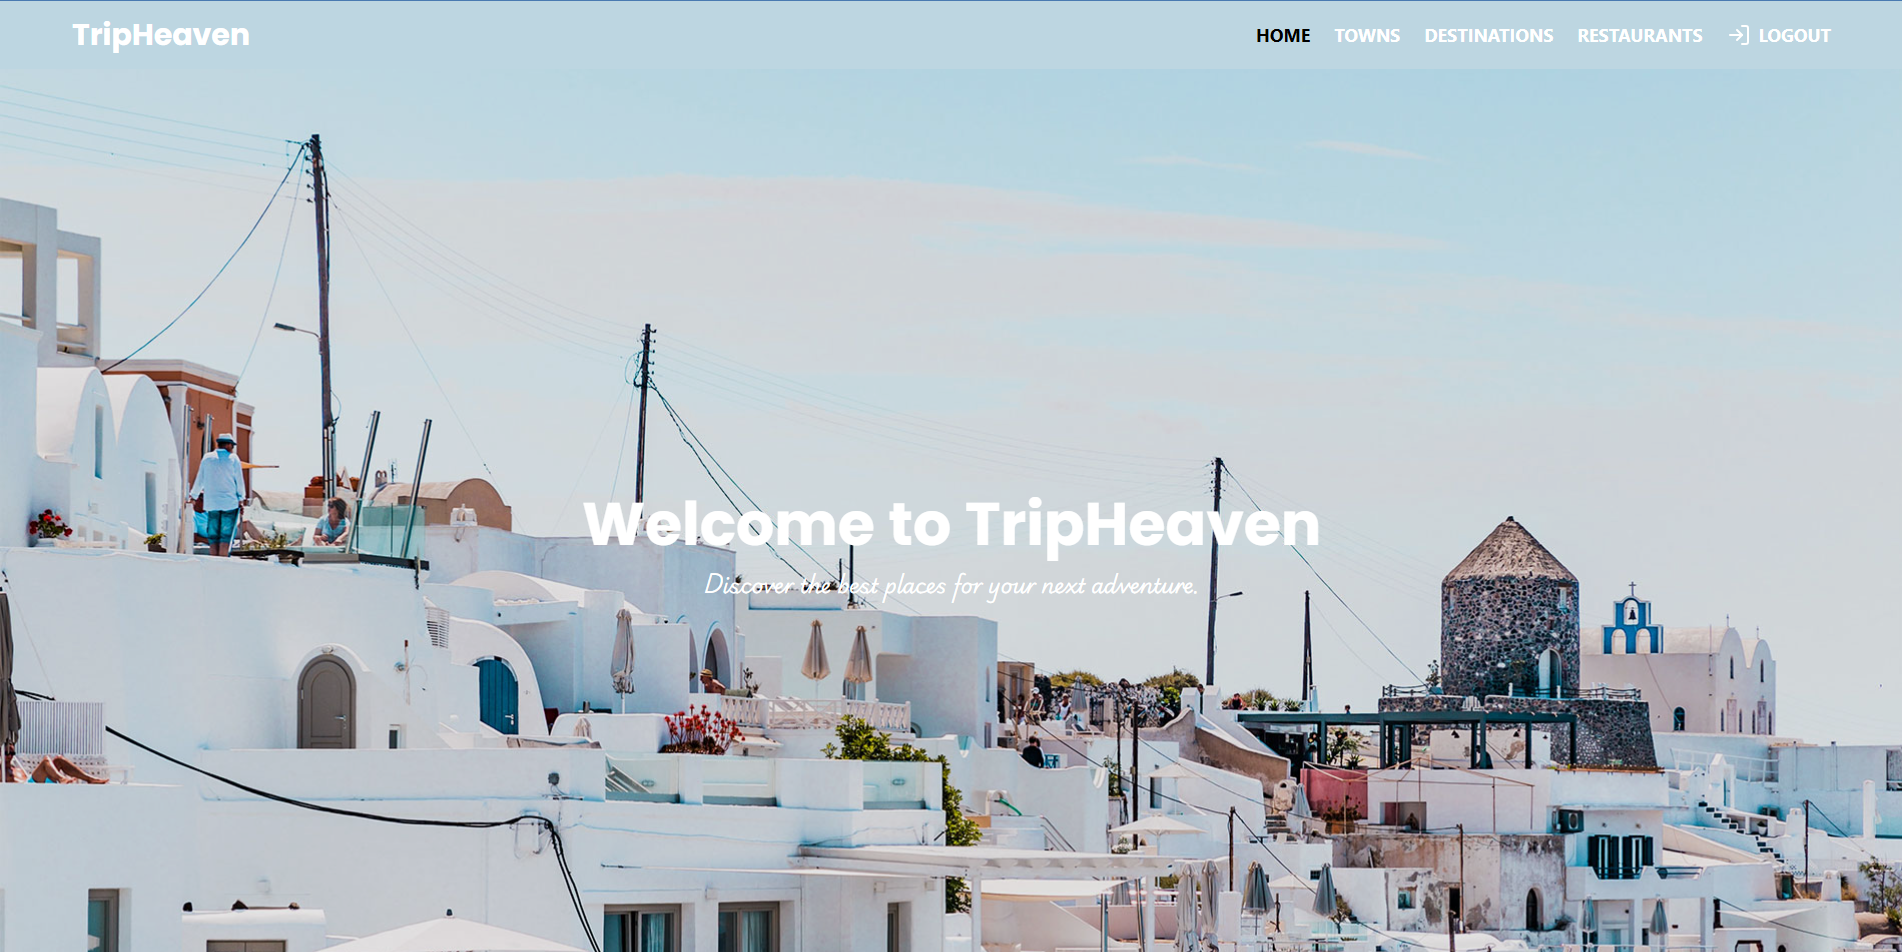 TripHeaven
HOME TOWNS DESTINATIONS RESTAURANTS LOGOUT
Welcome to TripHeaven
Discover the best places for your next adventure.